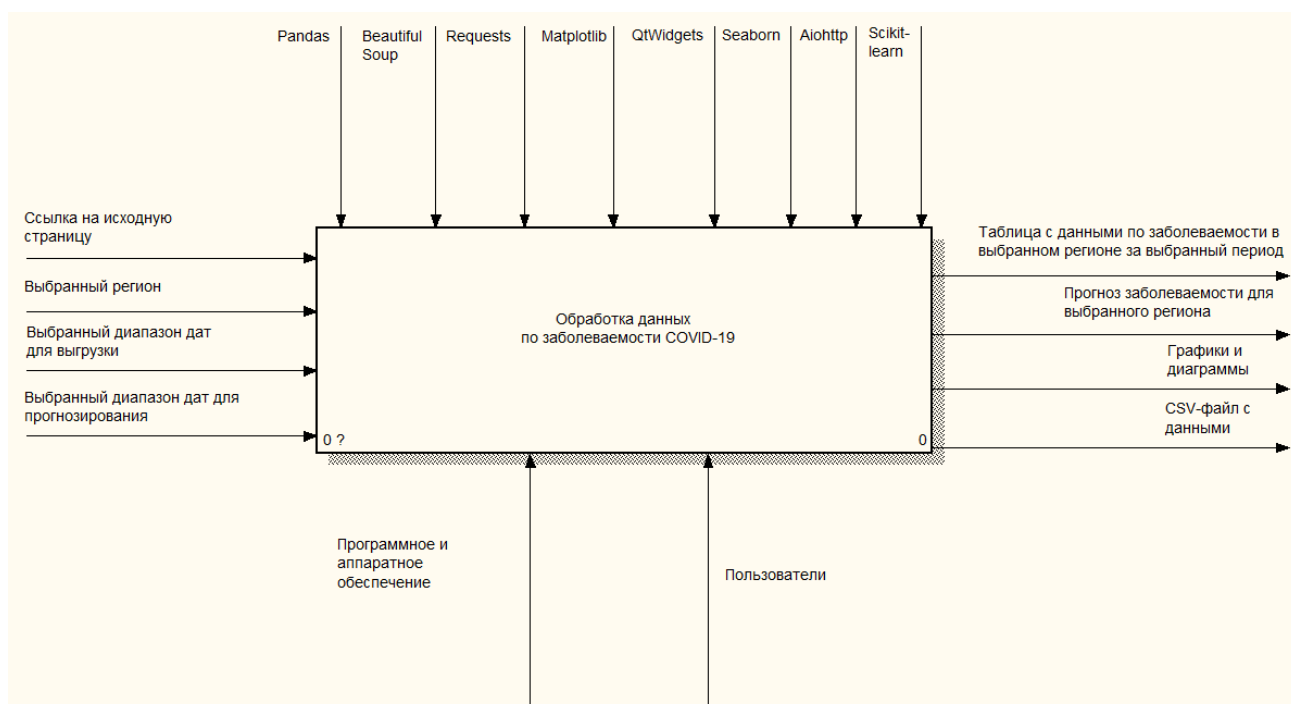 Pandas
Beautiful
Soup
Requests
Matplotlib
QtWidgets
Seaborn
Aiohttp
Scikit-
learn
Ссылка на исходную
страницу
Выбранный регион
Выбранный диапазон дат
для выгрузки
Выбранный диапазон дат для
прогнозирования
Обработка данных
по заболеваемости COVID-19
0 ?
0
Таблица с данными по заболеваемости в
выбранном регионе за выбранный период
Прогноз заболеваемости для
выбранного региона
Графики и
диаграммы
CSV-файл с
данными
Программное и
аппаратное
обеспечение
Пользователи